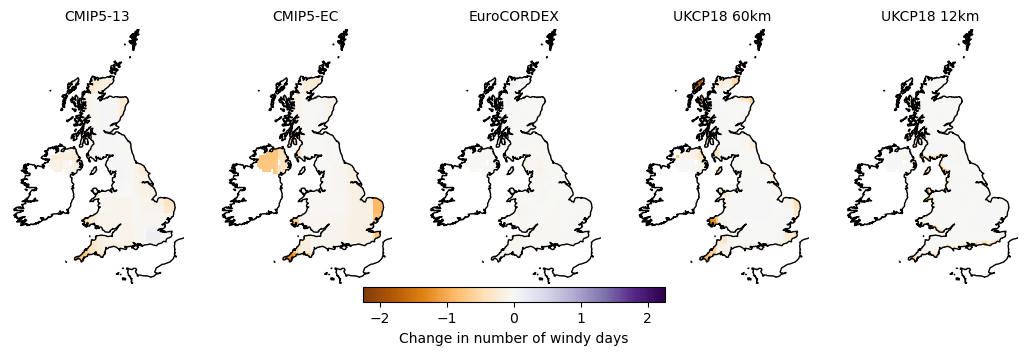 CMIP5-13 CMIP5-EC EuroCORDEX UKCP18 60km UKCP18 12km
−2 −1 0 1 2
Change in number of windy days